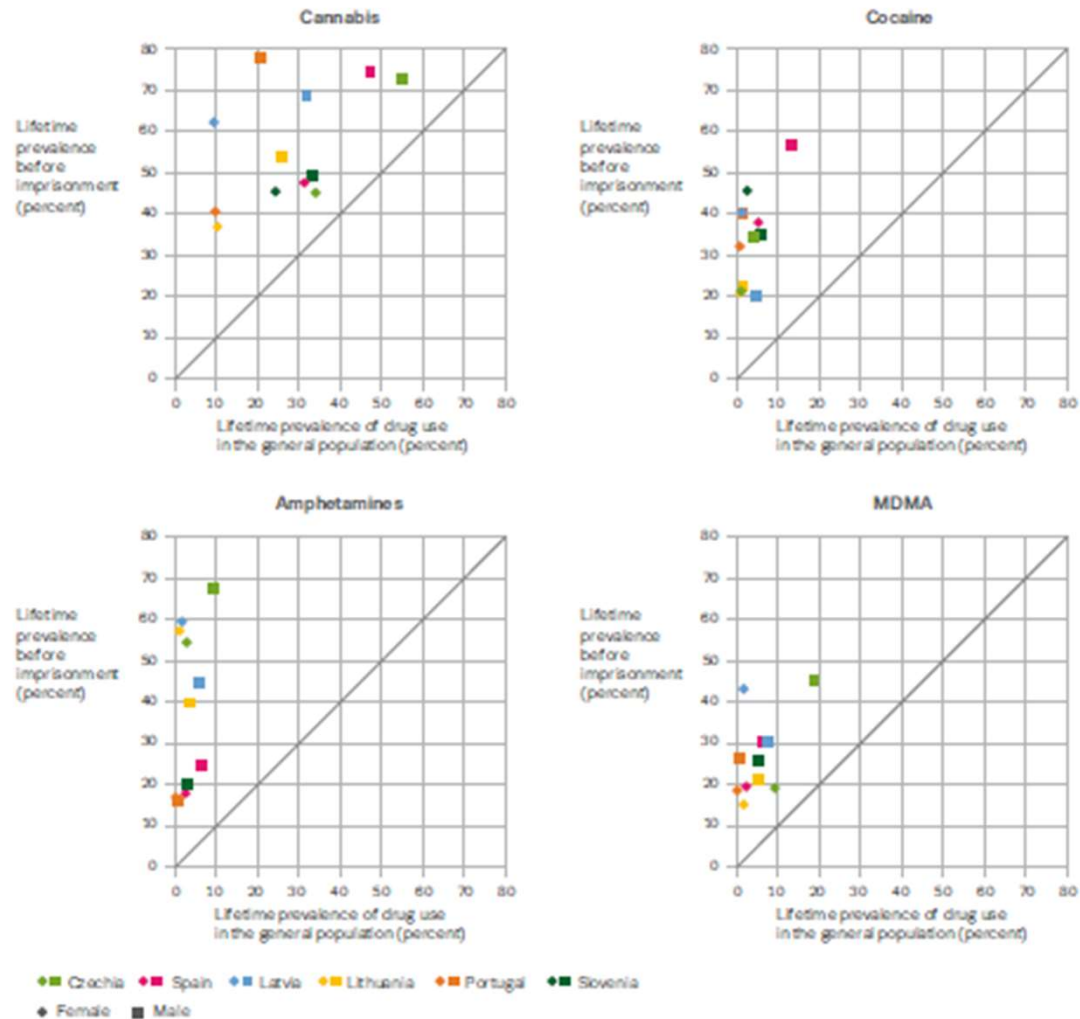 Cannabis
Lifetime
prevalence
before
imprisonment
(percent)
80
70
60
50
40
30
20
10
0
0 10 20 30 40 50 60 70 80
Lifetime prevalence of drug use
in the general population (percent)
Cocaine
Lifetime
prevalence
before
imprisonment
(percent)
80
70
60
50
40
30
20
10
0
0 10 20 30 40 50 60 70 80
Lifetime prevalence of drug use
in the general population (percent)
Amphetamines
Lifetime
prevalence
before
imprisonment
(percent)
80
70
60
50
40
30
20
10
0
0 10 20 30 40 50 60 70 80
Lifetime prevalence of drug use
in the general population (percent)
MDMA
Lifetime
prevalence
before
imprisonment
(percent)
80
70
60
50
40
30
20
10
0
0 10 20 30 40 50 60 70 80
Lifetime prevalence of drug use
in the general population (percent)
Czechia Spain Latvia Lithuania Portugal Slovenia
Female Male